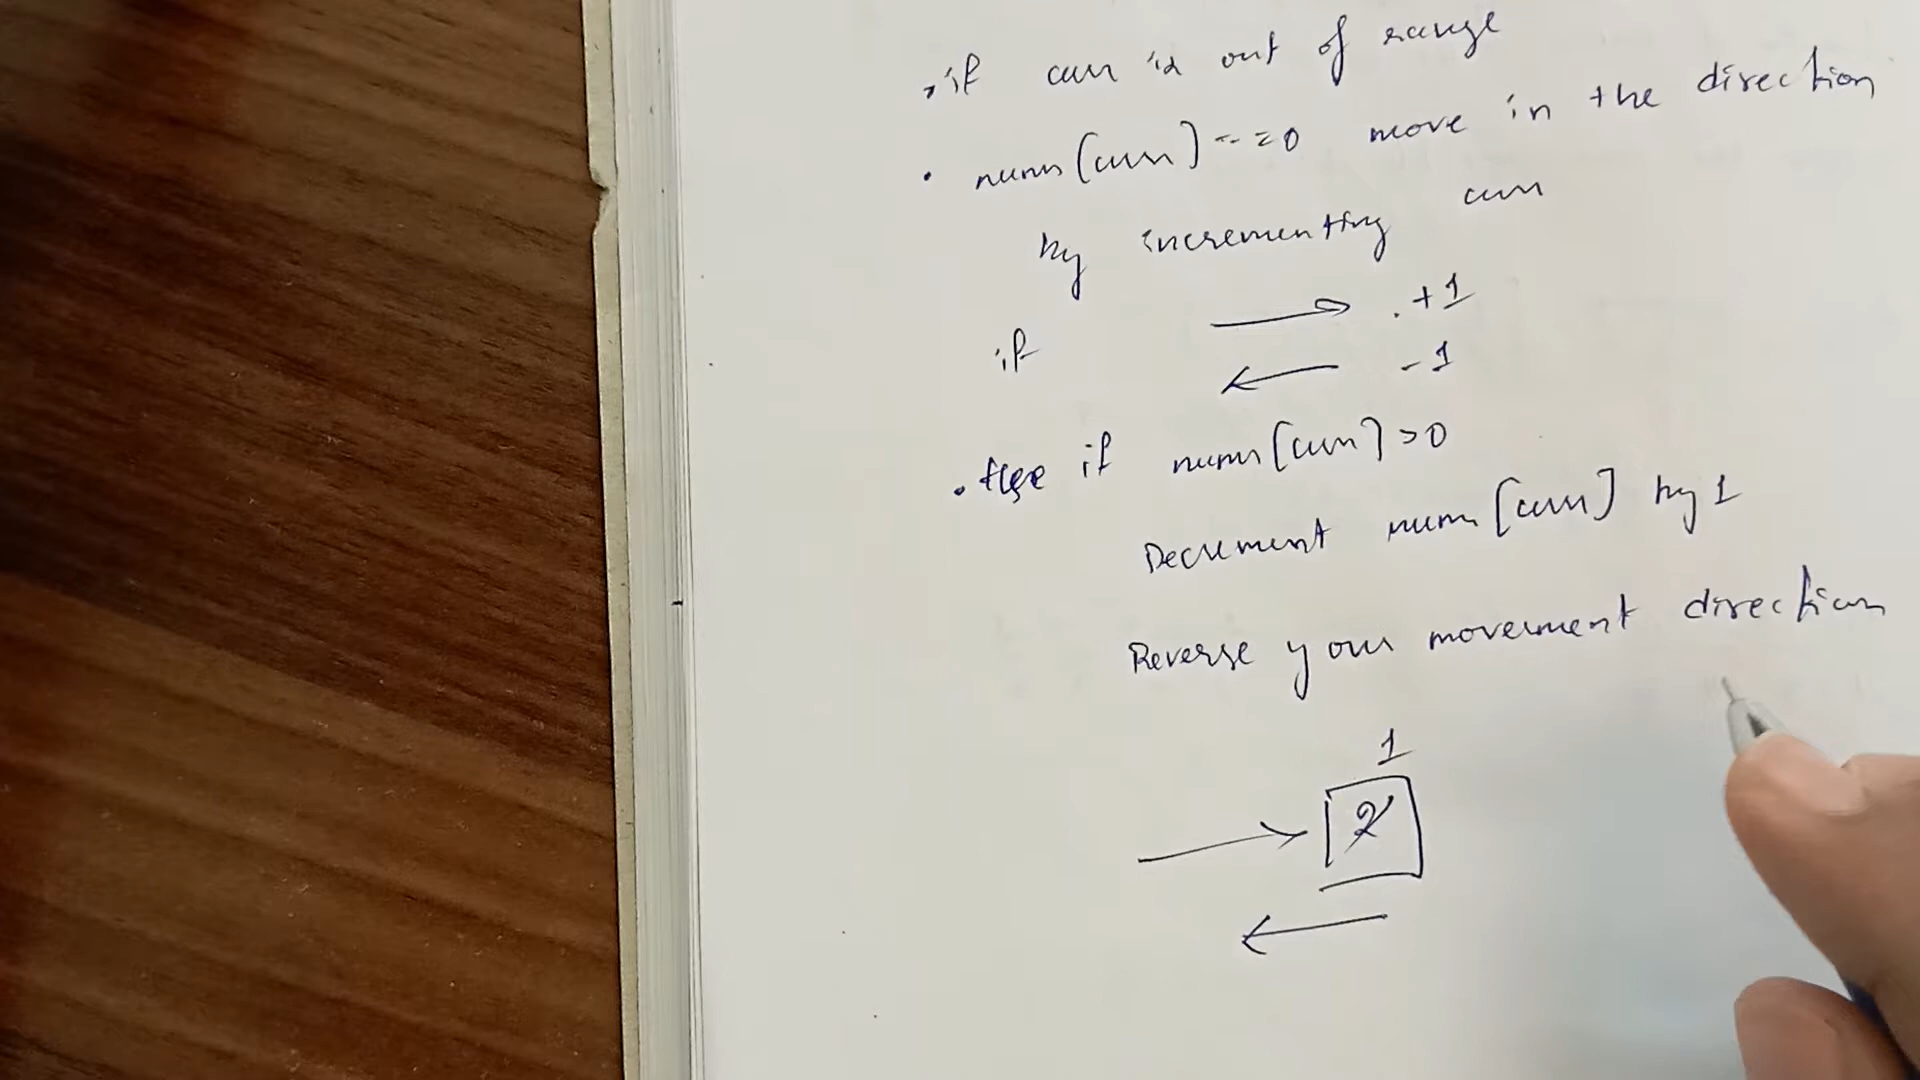 if curr is out of range
• nums [curr] == 0 move in the direction
by incrementing curr
if → . +1
← -1
• else if nums [curr] > 0
Decrement nums [curr] by 1
Reverse your movement direction
1
2